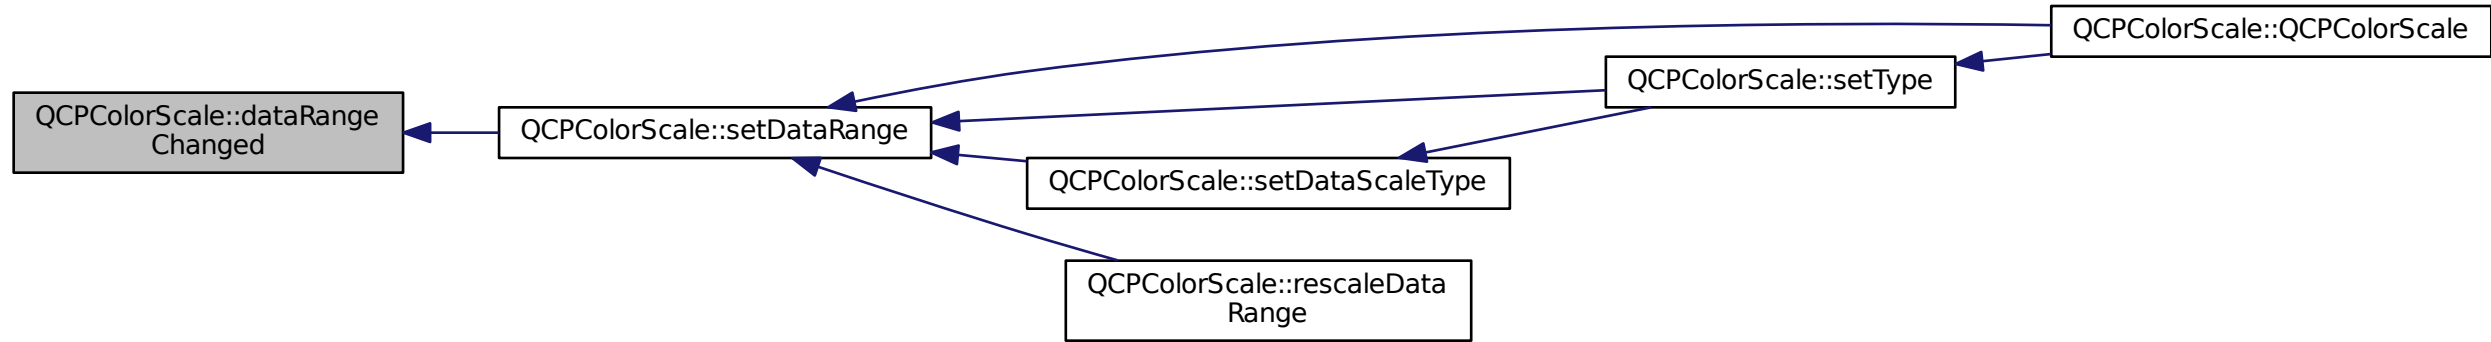 QCPColorScale::dataRange
Changed
QCPColorScale::setDataRange
QCPColorScale::QCPColorScale
QCPColorScale::setType
QCPColorScale::setDataScaleType
QCPColorScale::rescaleData
Range